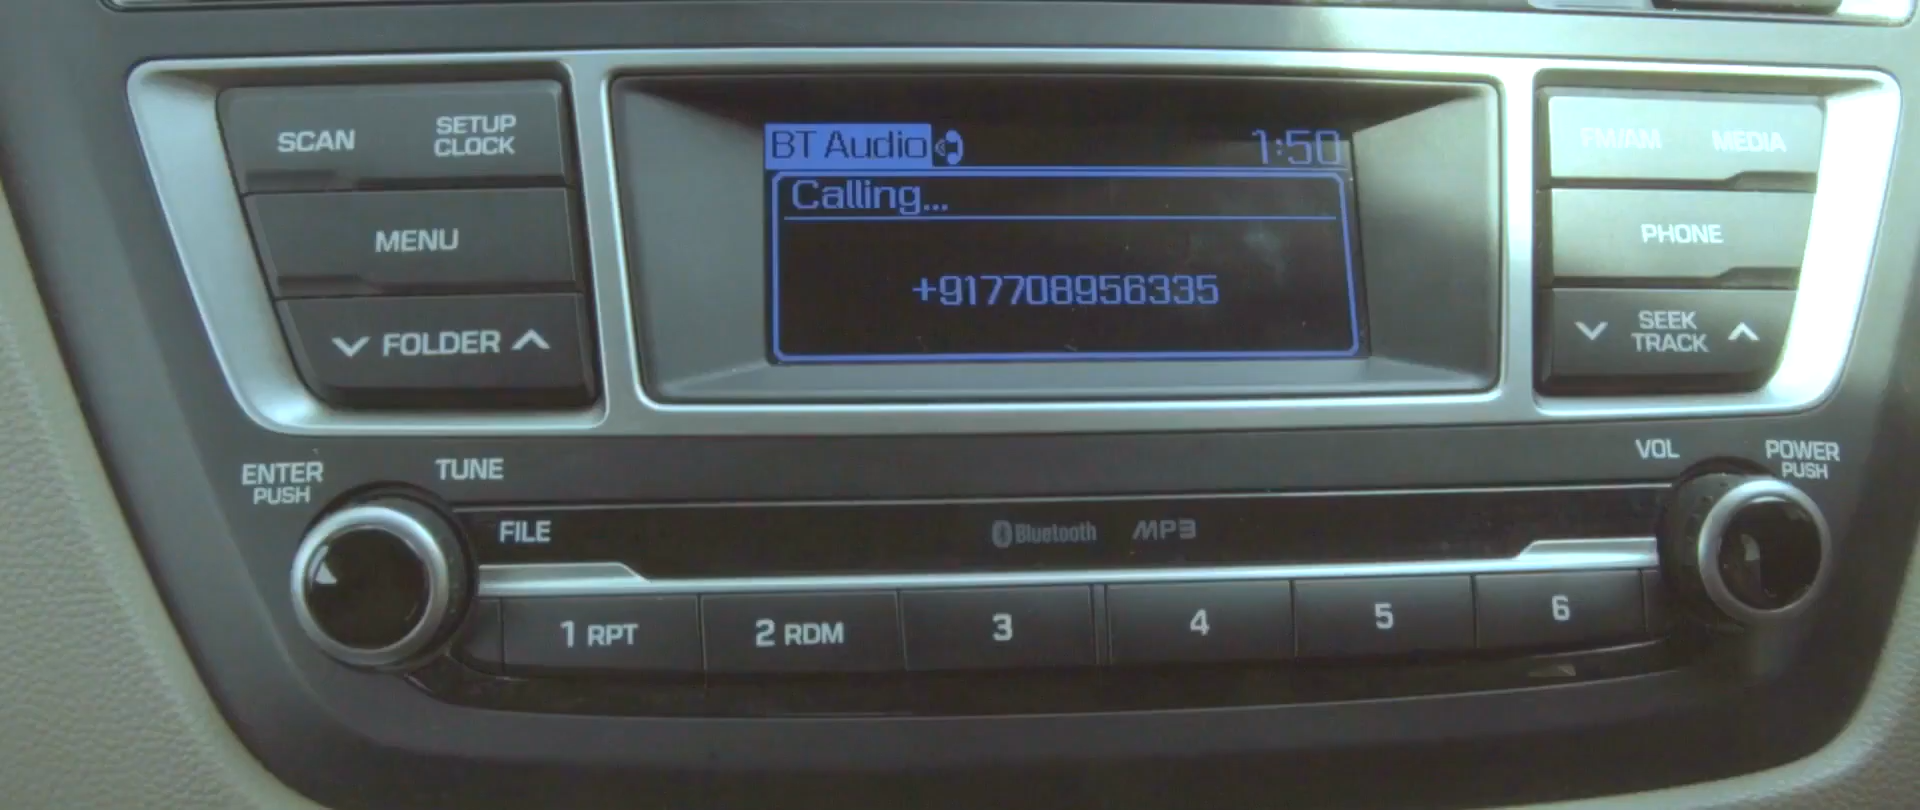 SCAN
SETUP
CLOCK
MENU
FOLDER
BT Audio 1:50
Calling...
+917708956335
FM/AM MEDIA
PHONE
SEEK
TRACK
ENTER
PUSH
TUNE
VOL
POWER
PUSH
FILE
Bluetooth MP3
1 RPT
2 RDM
3
4
5
6